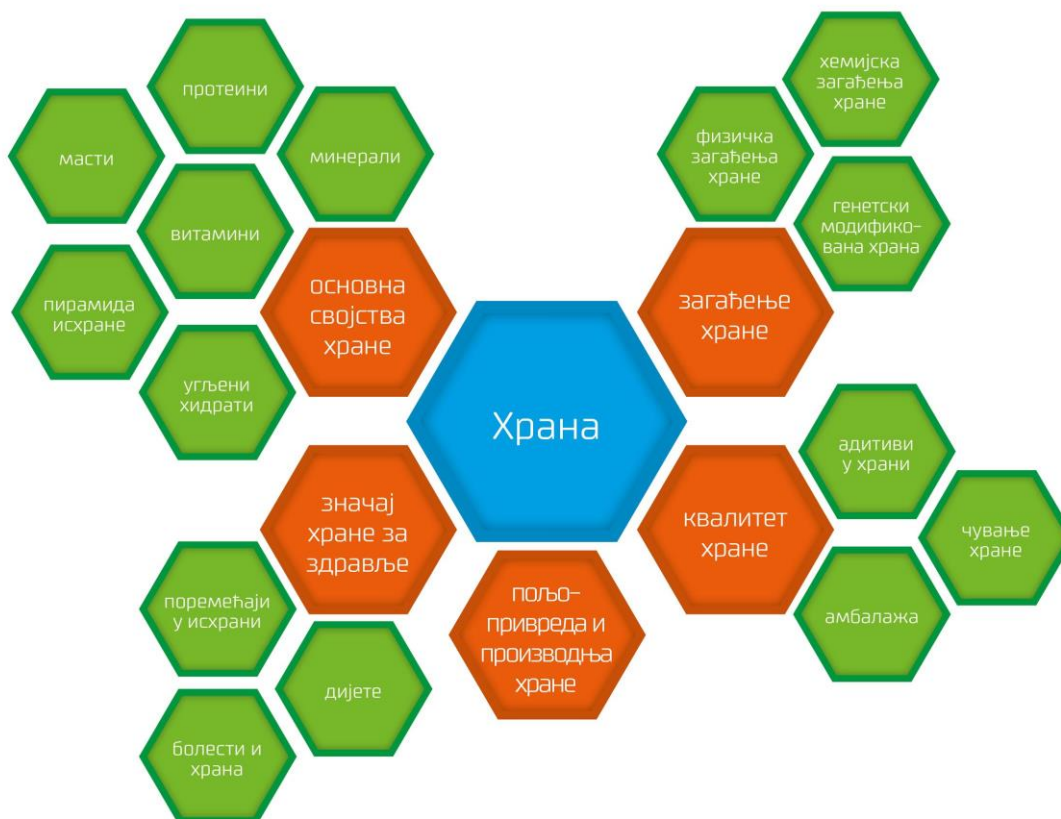 протеини
масти
минерали
витамини
пирамида
исхране
угљени
хидрати
основна
својства
хране
хемијска
загађења
хране
физичка
загађења
хране
генетски
модифико-
вана храна
загађење
хране
Храна
значај
хране за
здравље
поремећаји
у исхрани
дијете
болести и
храна
пољо-
привреда и
производња
хране
квалитет
хране
адитиви
у храни
чување
хране
амбалажа